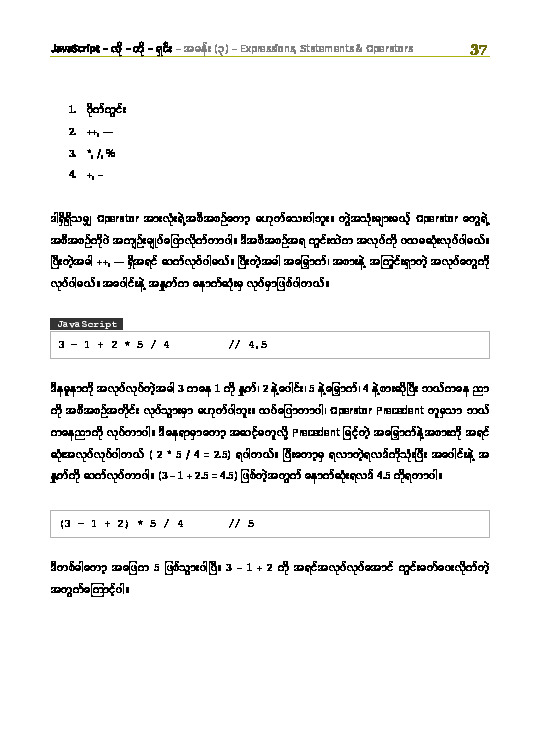 JavaScript – လို – တို – ရှင်း – အခန်း (၃) – Expressions, Statements & Operators 37
1. ဝိုက်ကွင်း
2. ++, --
3. *, /, %
4. +, -
ဒါရှိရှိသမျှ Operator အားလုံးရဲ့အစီအစဉ်တော့ မဟုတ်သေးပါဘူး။ တွဲအသုံးများမယ့် Operator တွေရဲ့
အစီအစဉ်ကိုပဲ အကျဉ်းချုပ်ပြောလိုက်တာပါ။ ဒီအစီအစဉ်အရ ကွင်းထဲက အလုပ်ကို ပထမဆုံးလုပ်ပါမယ်။
ပြီးတဲ့အခါ ++, -- ရှိအရင် ဆက်လုပ်ပါမယ်။ ပြီးတဲ့အခါ အမြှောက်၊ အစားနဲ့ အကြွင်းရှာတဲ့ အလုပ်တွေကို
လုပ်ပါမယ်။ အပေါင်းနဲ့ အနှုတ်က နောက်ဆုံးမှ လုပ်မှာဖြစ်ပါတယ်။
JavaScript
3 - 1 + 2 * 5 / 4 // 4.5
ဒီနမူနာကို အလုပ်လုပ်တဲ့အခါ 3 ကနေ 1 ကို နှုတ်၊ 2 နဲ့ပေါင်း၊ 5 နဲ့မြှောက်၊ 4 နဲ့စားဆိုပြီး ဘယ်ကနေ ညာ
ကို အစီအစဉ်အတိုင်း လုပ်သွားမှာ မဟုတ်ပါဘူး။ ထပ်ပြောတာပါ၊ Operator Precedent တူမှသာ ဘယ်
ကနေညာကို လုပ်တာပါ။ ဒီနေရာမှာတော့ အဆင့်မတူလို့ Precedent မြင့်တဲ့ အမြှောက်နဲ့အစားကို အရင်
ဆုံးအလုပ်လုပ်ပါတယ် ( 2 * 5 / 4 = 2.5) ရပါတယ်။ ပြီးတော့မှ ရလာတဲ့ရလဒ်ကိုသုံးပြီး အပေါင်းနဲ့ အ
နှုတ်ကို ဆက်လုပ်တာပါ။ (3 – 1 + 2.5 = 4.5) ဖြစ်တဲ့အတွက် နောက်ဆုံးရလဒ် 4.5 ကိုရတာပါ။
(3 - 1 + 2) * 5 / 4 // 5
ဒီတစ်ခါတော့ အဖြေက 5 ဖြစ်သွားပါပြီ။ 3 – 1 + 2 ကို အရင်အလုပ်လုပ်အောင် ကွင်းခတ်ပေးလိုက်တဲ့
အတွက်ကြောင့်ပါ။